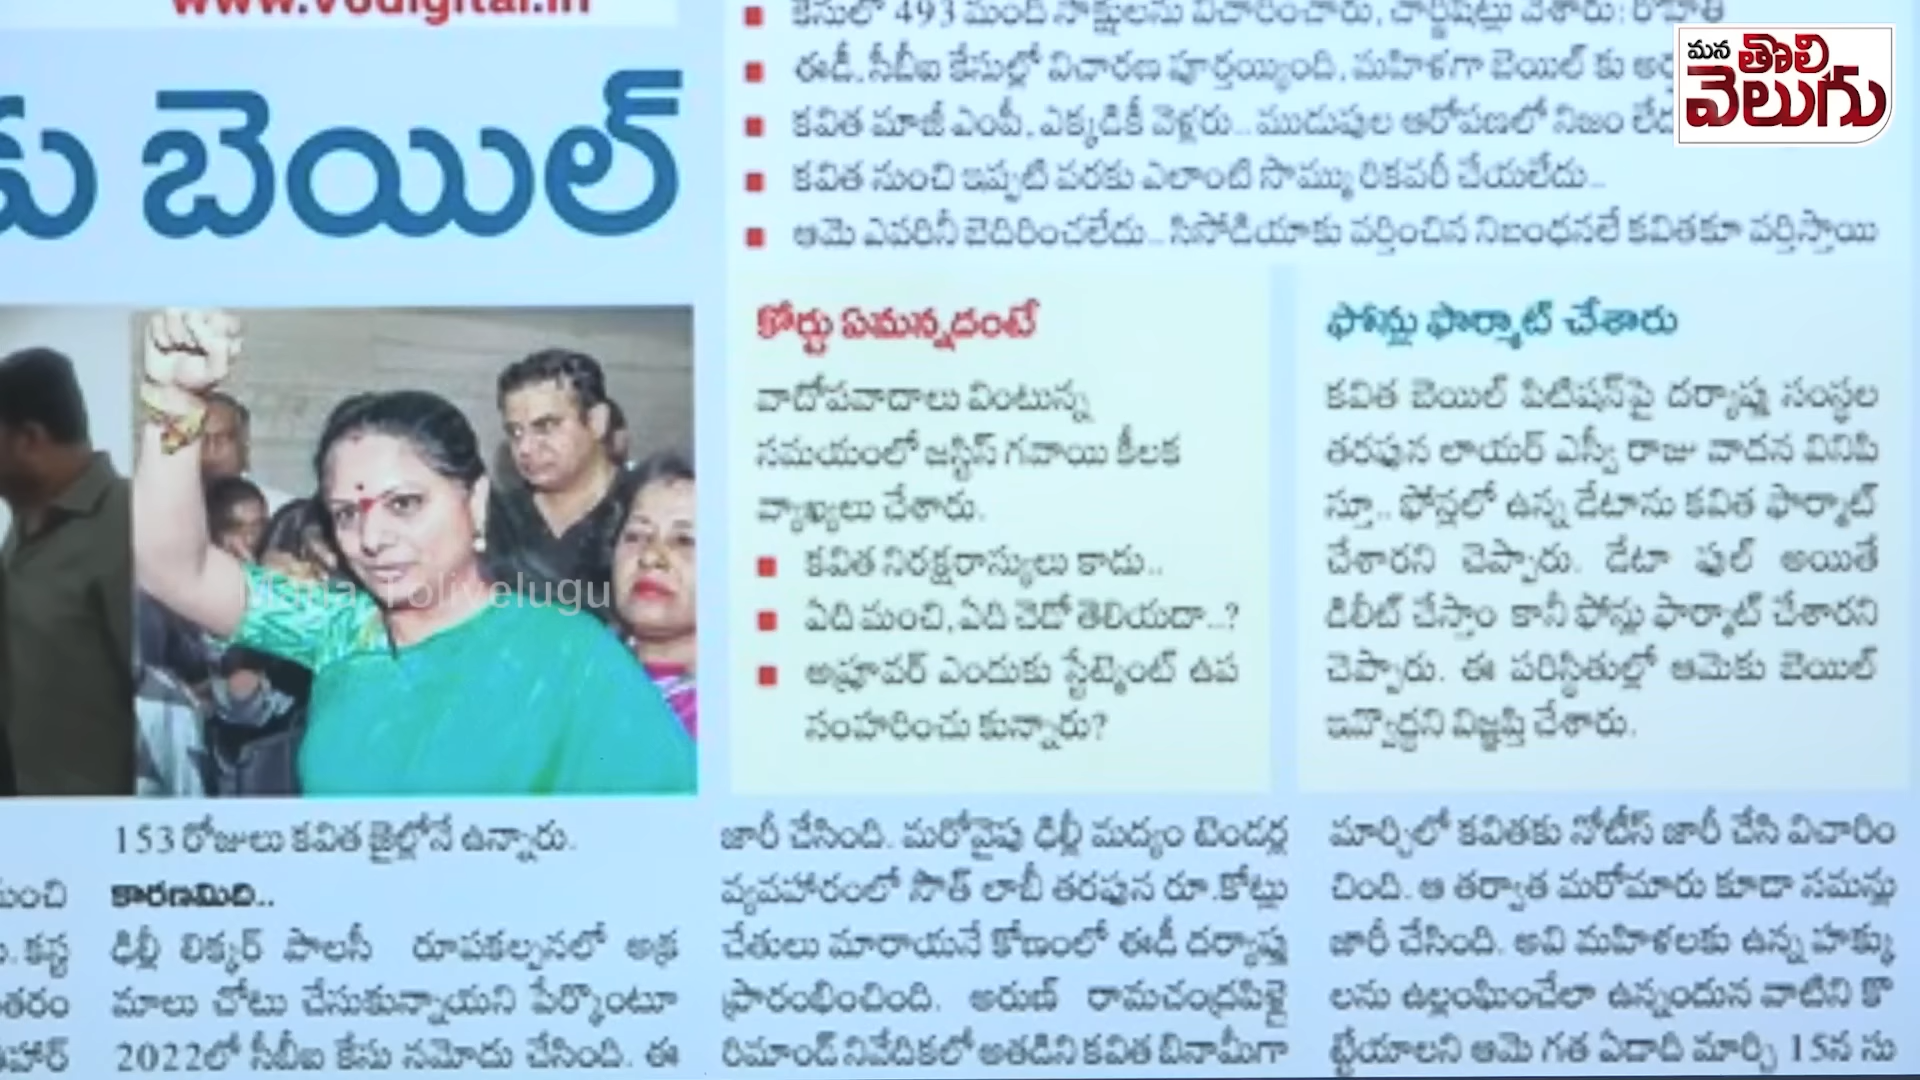 www.v6digital.in
కు బెయిల్
కేసులో 493 మంది సాక్షులను విచారించారు, చార్జిషీట్లు వేశారు: రోహత్గి
ఈడీ, సీబీఐ కేసుల్లో విచారణ పూర్తయ్యింది, మహిళగా బెయిల్ కు
కవిత మాజీ ఎంపీ, ఎక్కడికీ వెళ్లరు.. ముడుపుల ఆరోపణలో నిజం
కవిత నుంచి ఇప్పటి వరకు ఎలాంటి సొమ్ము రికవరీ చేయలేదు..
ఆమె ఎవరినీ బెదిరించలేదు.. సిసోడియాకు వర్తించిన నిబంధనలే కవితకూ వర్తిస్తాయి
మన తొలి
వెలుగు
కోర్టు ఏమన్నదంటే
వాదోపవాదాలు వింటున్న
సమయంలో జస్టిస్ గవాయి కీలక
వ్యాఖ్యలు చేశారు.
కవిత నిరక్షరాస్యులు కాదు..
ఏది మంచి, ఏది చెడో తెలియదా..?
అప్రూవర్ ఎందుకు స్టేట్మెంట్ ఉప
సంహరించు కున్నారు?
ఫోన్లు ఫార్మాట్ చేశారు
కవిత బెయిల్ పిటిషన్‌పై దర్యాప్తు సంస్థల
తరఫున లాయర్ ఎస్వీ రాజు వాదన వినిపి
స్తూ.. ఫోన్లలో ఉన్న డేటాను కవిత ఫార్మాట్
చేశారని చెప్పారు. డేటా ఫుల్ అయితే
డిలీట్ చేస్తాం కానీ ఫోన్లు ఫార్మాట్ చేశారని
చెప్పారు. ఈ పరిస్థితుల్లో ఆమెకు బెయిల్
ఇవ్వొద్దని విజ్ఞప్తి చేశారు.
Mana Tolivelugu
153 రోజులు కవిత జైల్లోనే ఉన్నారు.
కారణమిది..
ఢిల్లీ లిక్కర్ పాలసీ రూపకల్పనలో అక్ర
మాలు చోటు చేసుకున్నాయని పేర్కొంటూ
2022లో సీబీఐ కేసు నమోదు చేసింది. ఈ
జారీ చేసింది. మరోవైపు ఢిల్లీ మద్యం టెండర్ల
వ్యవహారంలో సౌత్ లాబీ తరఫున రూ.కోట్లు
చేతులు మారాయనే కోణంలో ఈడీ దర్యాప్తు
ప్రారంభించింది. అరుణ్ రామచంద్రపిళ్లై
రిమాండ్ నివేదికలో అతడిని కవిత బినామీగా
మార్చిలో కవితకు నోటీస్ జారీ చేసి విచారిం
చింది. ఆ తర్వాత మరోమారు కూడా సమన్లు
జారీ చేసింది. అవి మహిళలకు ఉన్న హక్కు
లను ఉల్లంఘించేలా ఉన్నందున వాటిని కొ
ట్టేయాలని ఆమె గత ఏడాది మార్చి 15న సు